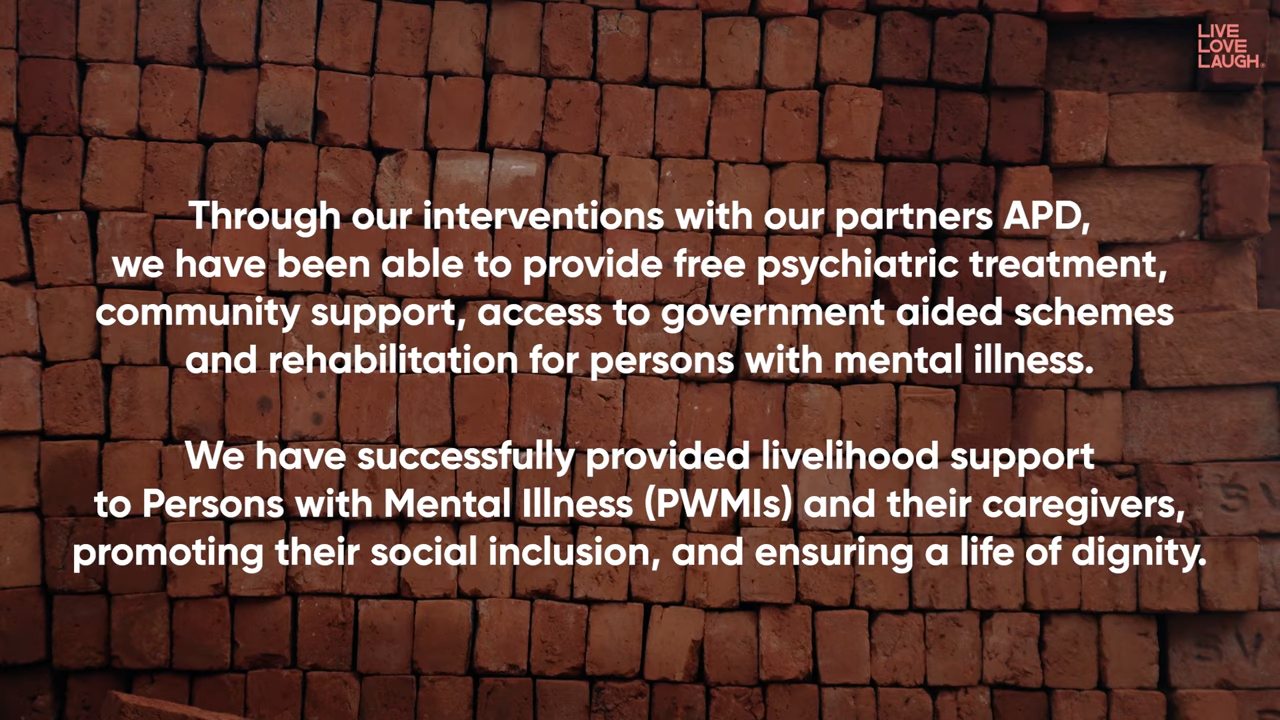 LIVE
LOVE
LAUGH
Through our interventions with our partners APD,
we have been able to provide free psychiatric treatment,
community support, access to government aided schemes
and rehabilitation for persons with mental illness.
We have successfully provided livelihood support
to Persons with Mental Illness (PWMIs) and their caregivers,
promoting their social inclusion, and ensuring a life of dignity.
SV
SV